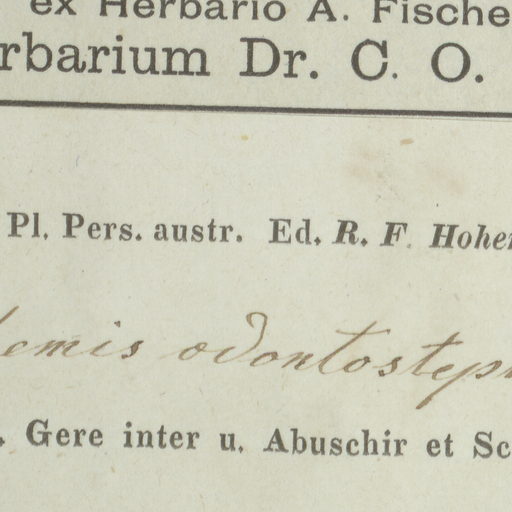 ex Herbario A. Fische
rbarium Dr. C. O.
Pl. Pers. austr. Ed. R. F. Hohen
emis odontosteph
. Gere inter u. Abuschir et Sc